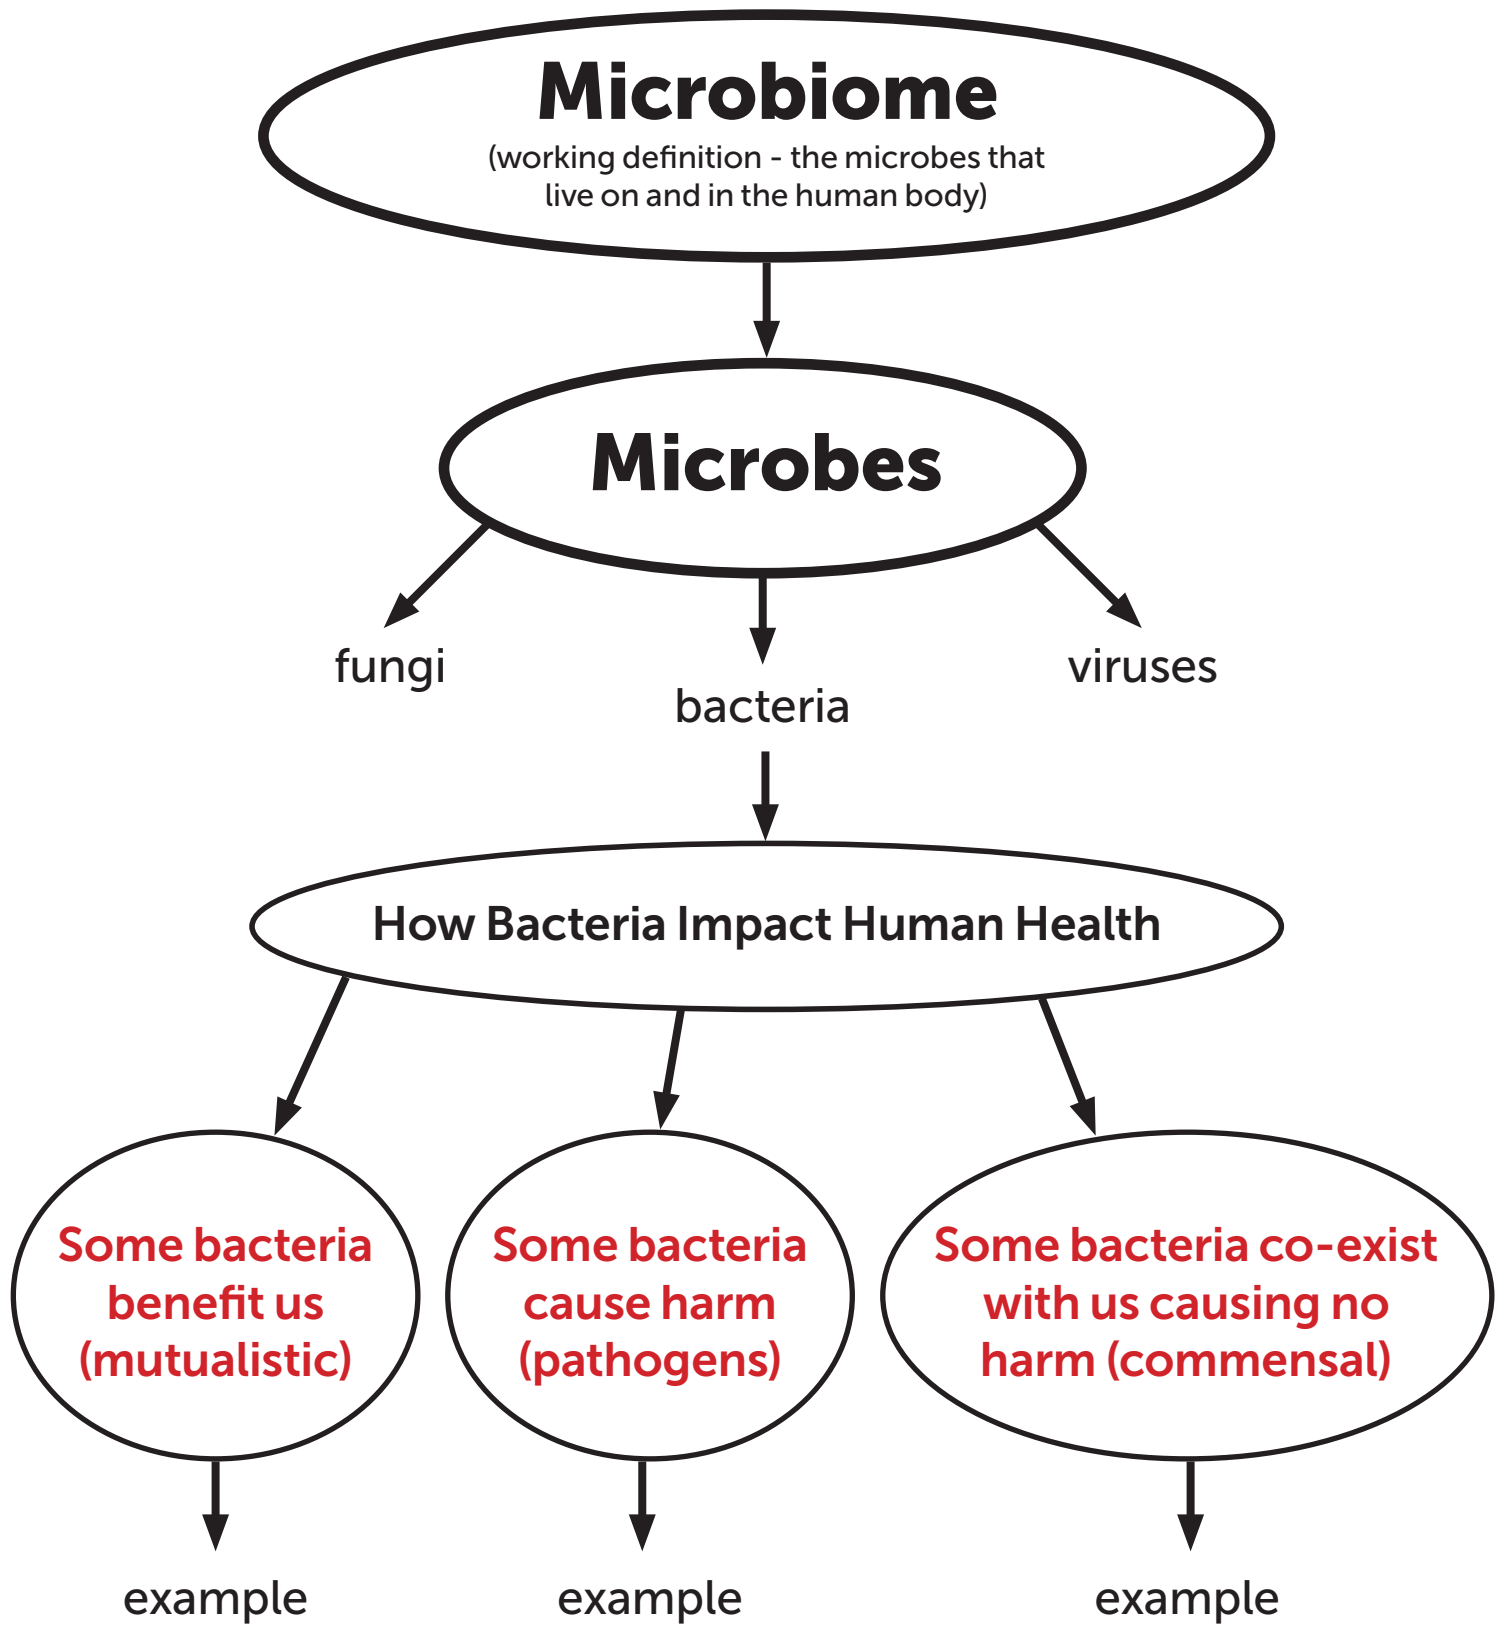 Microbiome
(working definition - the microbes that
live on and in the human body)
Microbes
fungi
bacteria
viruses
How Bacteria Impact Human Health
Some bacteria
benefit us
(mutualistic)
Some bacteria
cause harm
(pathogens)
Some bacteria co-exist
with us causing no
harm (commensal)
example
example
example